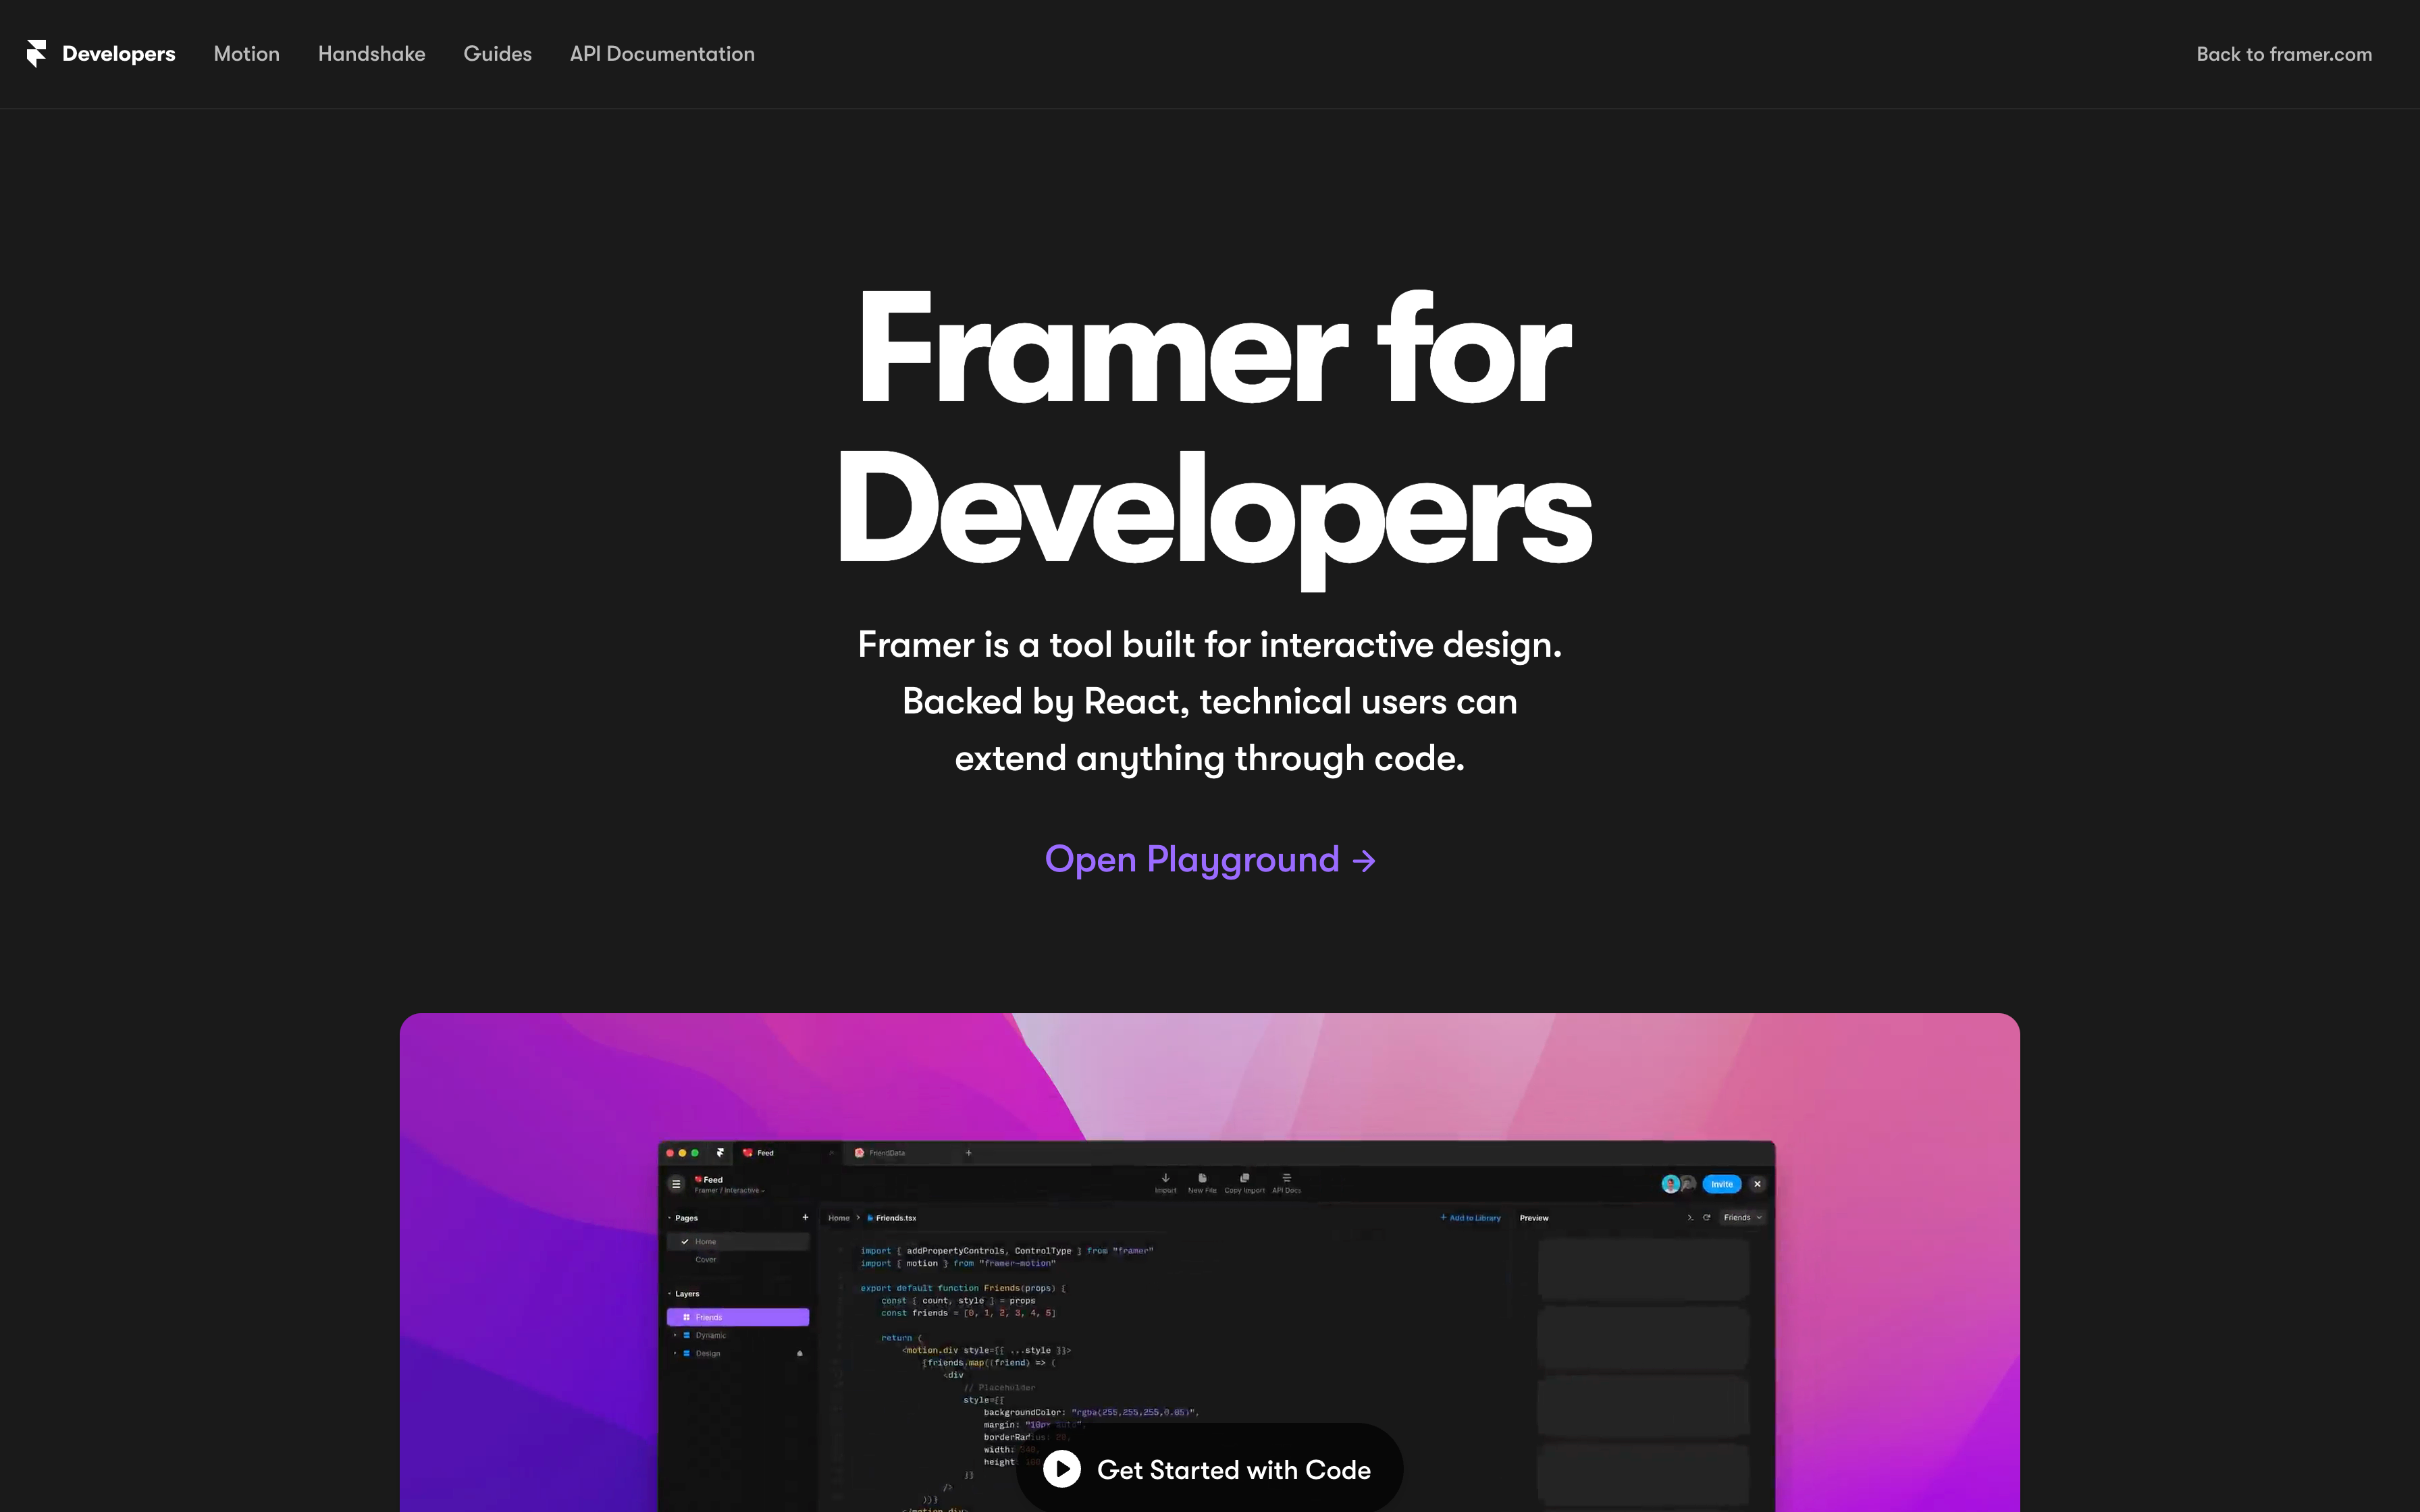 Developers Motion Handshake Guides API Documentation Back to framer.com
Framer for
Developers
Framer is a tool built for interactive design.
Backed by React, technical users can
extend anything through code.
Open Playground →
Feed FriendData +
Feed
Framer / Interactive
Import New File Copy Import API Docs
Invite
Pages +
Home
Cover
Layers
Friends
Dynamic
Design
Home > Friends.tsx
+ Add to Library
Preview
Friends
import { addPropertyControls, ControlType } from "framer"
import { motion } from "framer-motion"
export default function Friends(props) {
const { count, style } = props
const friends = [0, 1, 2, 3, 4, 5]
return (
<motion.div style={{ ...style }}>
{friends.map((friend) => (
<div
// Placeholder
style={{
backgroundColor: "rgba(255,255,255,0.05)",
margin: "10px auto",
borderRadius: 20,
width: 340,
height:
}}
/>
))}
</motion.div>
Get Started with Code